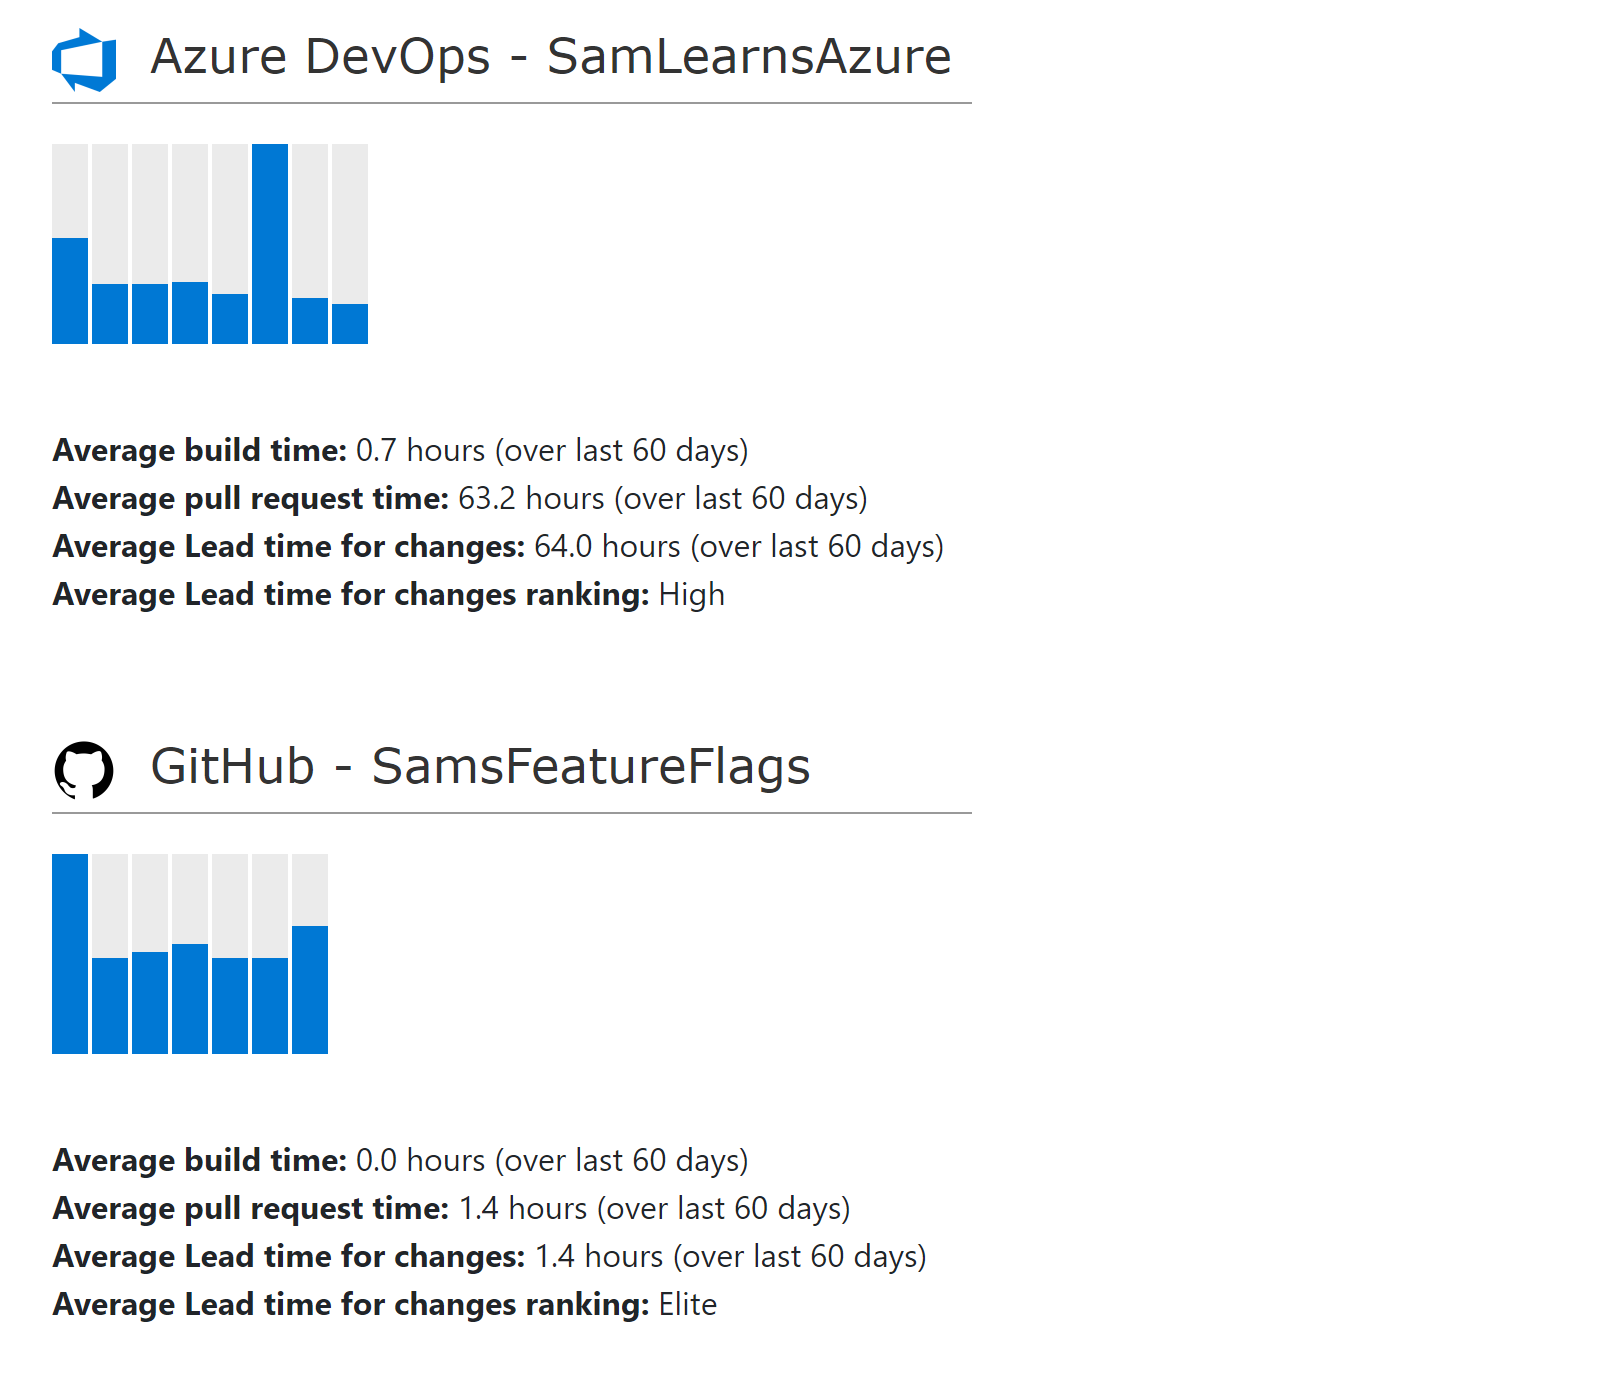 Azure DevOps - SamLearnsAzure
Average build time: 0.7 hours (over last 60 days)
Average pull request time: 63.2 hours (over last 60 days)
Average Lead time for changes: 64.0 hours (over last 60 days)
Average Lead time for changes ranking: High
GitHub - SamsFeatureFlags
Average build time: 0.0 hours (over last 60 days)
Average pull request time: 1.4 hours (over last 60 days)
Average Lead time for changes: 1.4 hours (over last 60 days)
Average Lead time for changes ranking: Elite